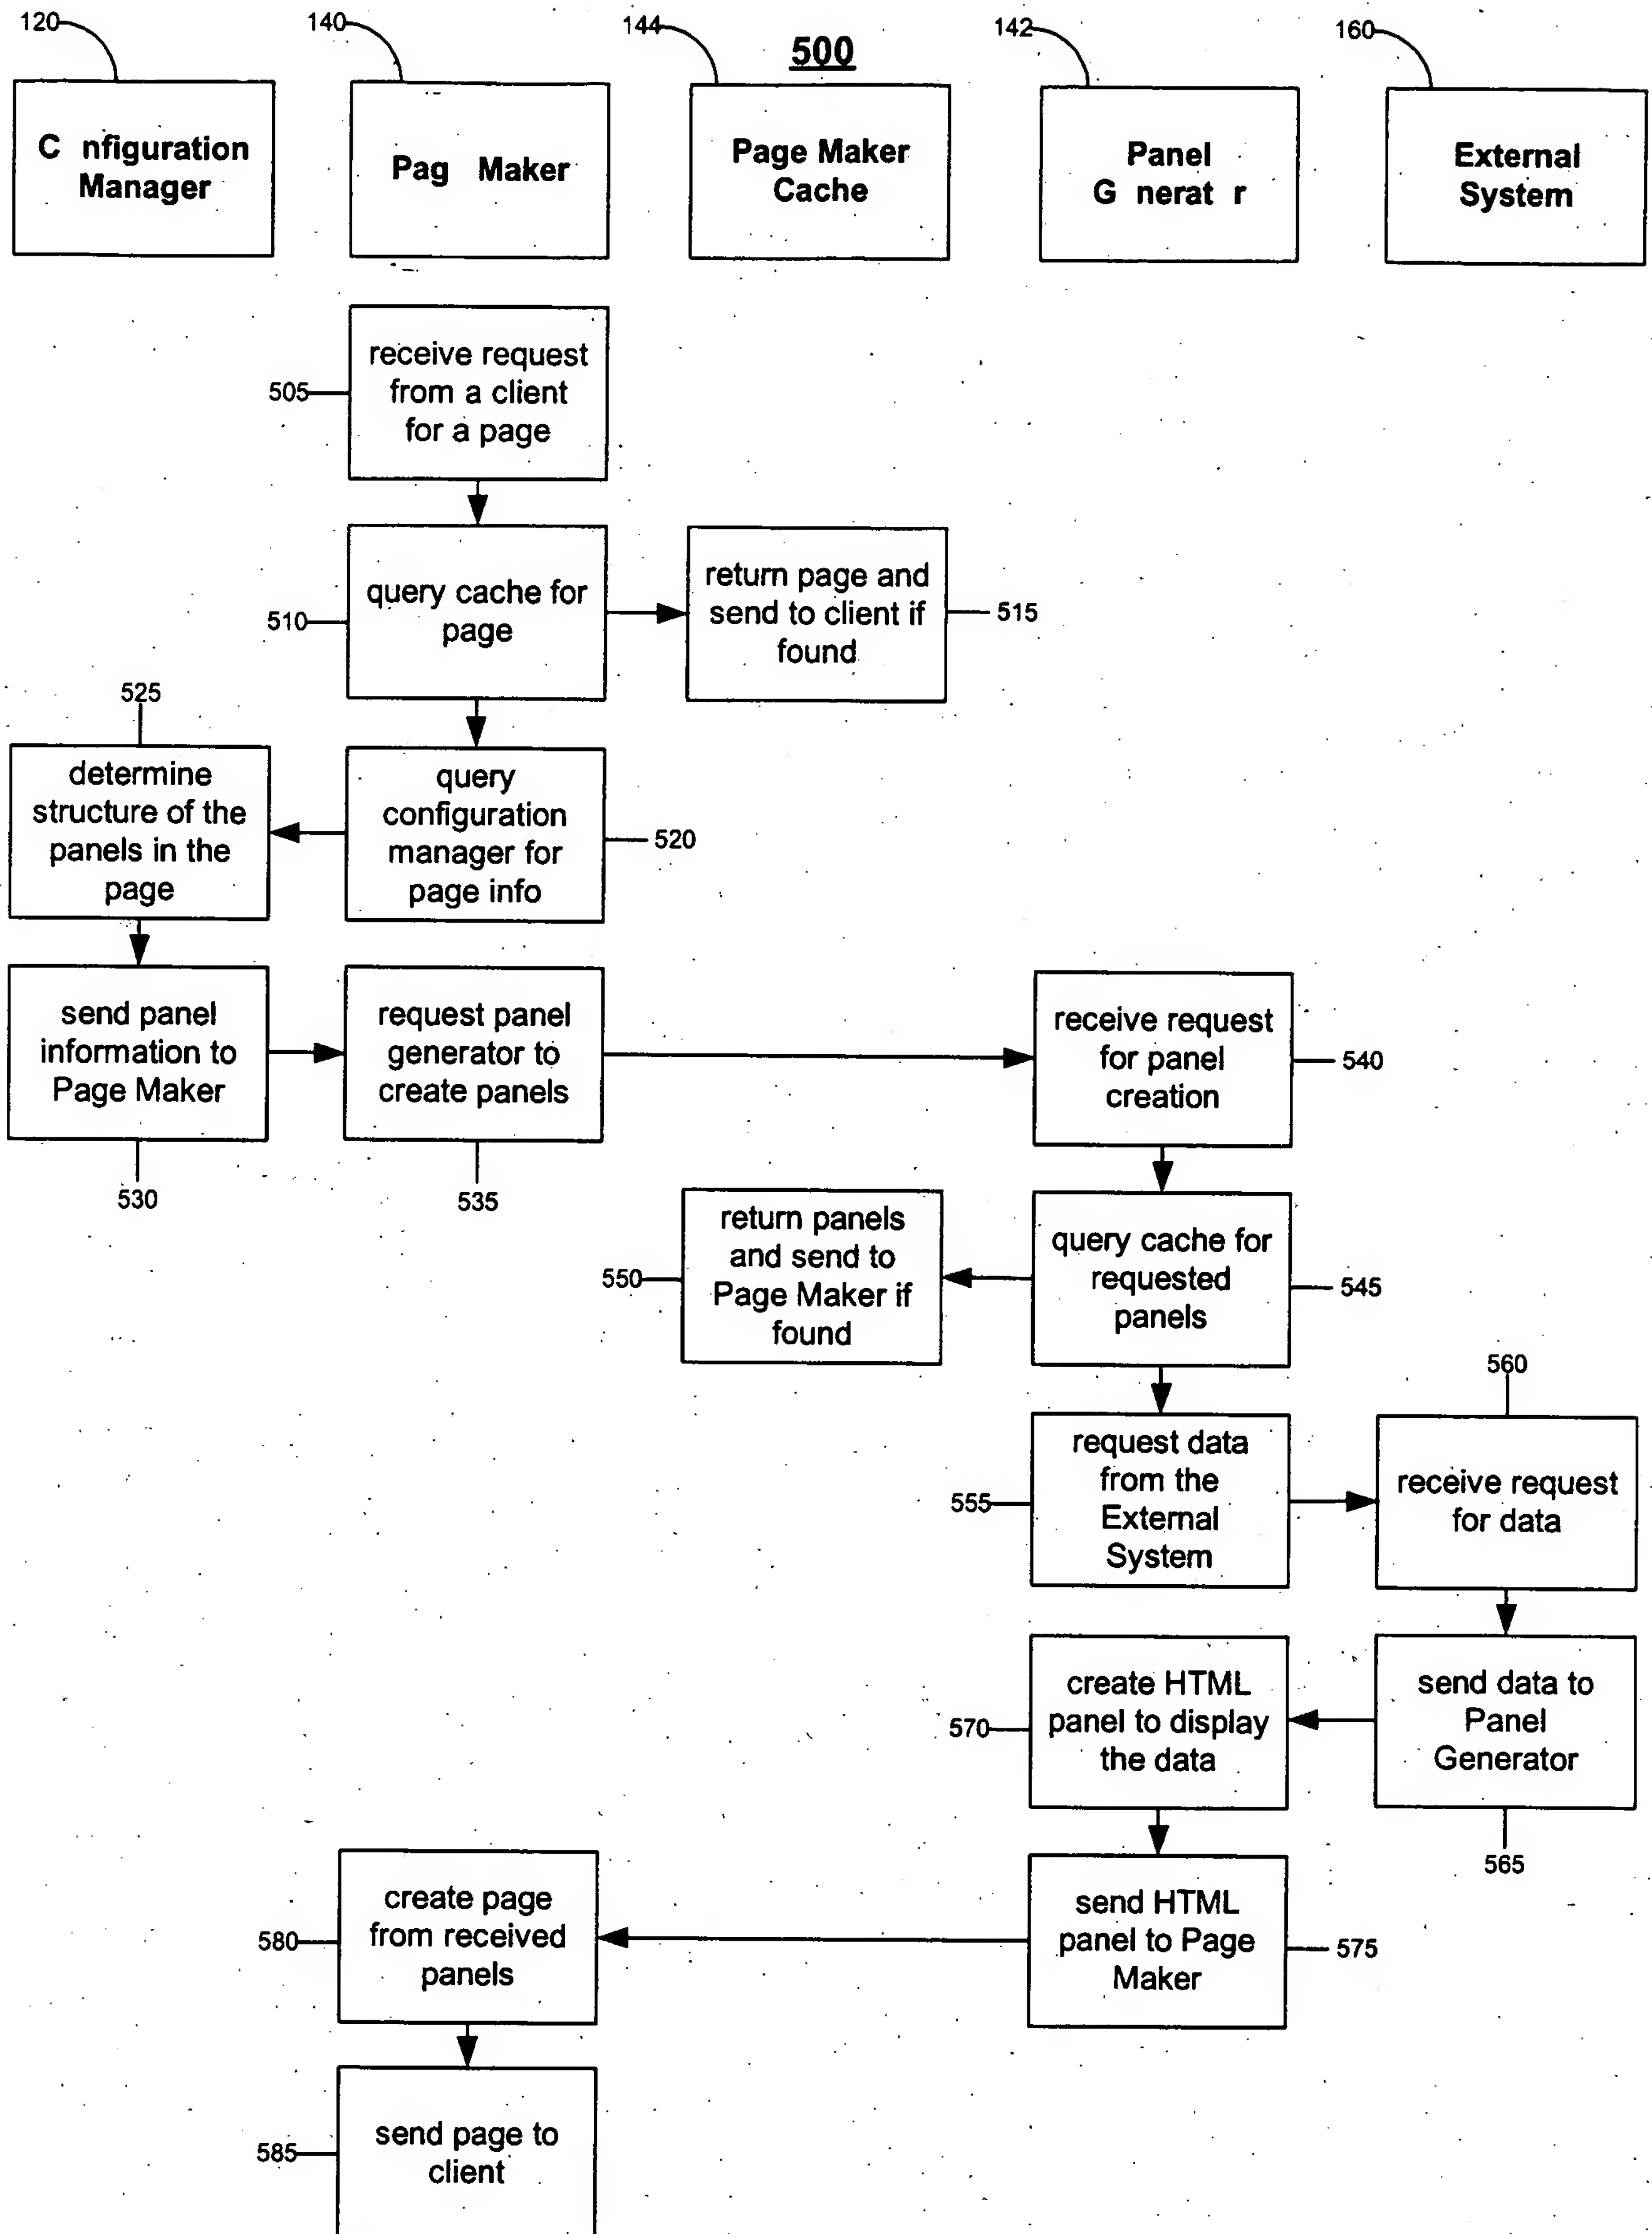 120
140
144
500
142
160
C nfiguration
Manager
Pag Maker
Page Maker
Cache
Panel
G nerat r
External
System
receive request
from a client
for a page
505
query cache for
page
510
return page and
send to client if
found
515
525
determine
structure of the
panels in the
page
query
configuration
manager for
page info
520
send panel
information to
Page Maker
530
request panel
generator to
create panels
535
receive request
for panel
creation
540
return panels
and send to
Page Maker if
found
550
query cache for
requested
panels
545
560
request data
from the
External
System
555
receive request
for data
create HTML
panel to display
the data
570
send data to
Panel
Generator
565
create page
from received
panels
580
send HTML
panel to Page
Maker
575
send page to
client
585